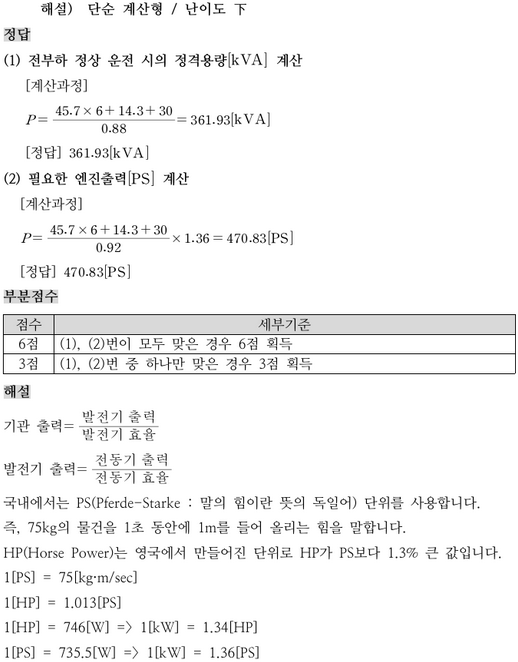 해설) 단순 계산형 / 난이도 下
정답
(1) 전부하 정상 운전 시의 정격용량[kVA] 계산
[계산과정]
P = (45.7 × 6 + 14.3 + 30) / 0.88 = 361.93[kVA]
[정답] 361.93[kVA]
(2) 필요한 엔진출력[PS] 계산
[계산과정]
P = (45.7 × 6 + 14.3 + 30) / 0.92 × 1.36 = 470.83[PS]
[정답] 470.83[PS]
부분점수
점수 세부기준
6점 (1), (2)번이 모두 맞은 경우 6점 획득
3점 (1), (2)번 중 하나만 맞은 경우 3점 획득
해설
기관 출력= 발전기 출력 / 발전기 효율
발전기 출력= 전동기 출력 / 전동기 효율
국내에서는 PS(Pferde-Starke : 말의 힘이란 뜻의 독일어) 단위를 사용합니다.
즉, 75kg의 물건을 1초 동안에 1m를 들어 올리는 힘을 말합니다.
HP(Horse Power)는 영국에서 만들어진 단위로 HP가 PS보다 1.3% 큰 값입니다.
1[PS] = 75[kg·m/sec]
1[HP] = 1.013[PS]
1[HP] = 746[W] => 1[kW] = 1.34[HP]
1[PS] = 735.5[W] => 1[kW] = 1.36[PS]